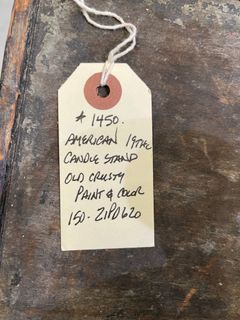 # 1450.
AMERICAN 19THC
CANDLE STAND
OLD CRUSTY
PAINT & COLOR
150- ZIPD620